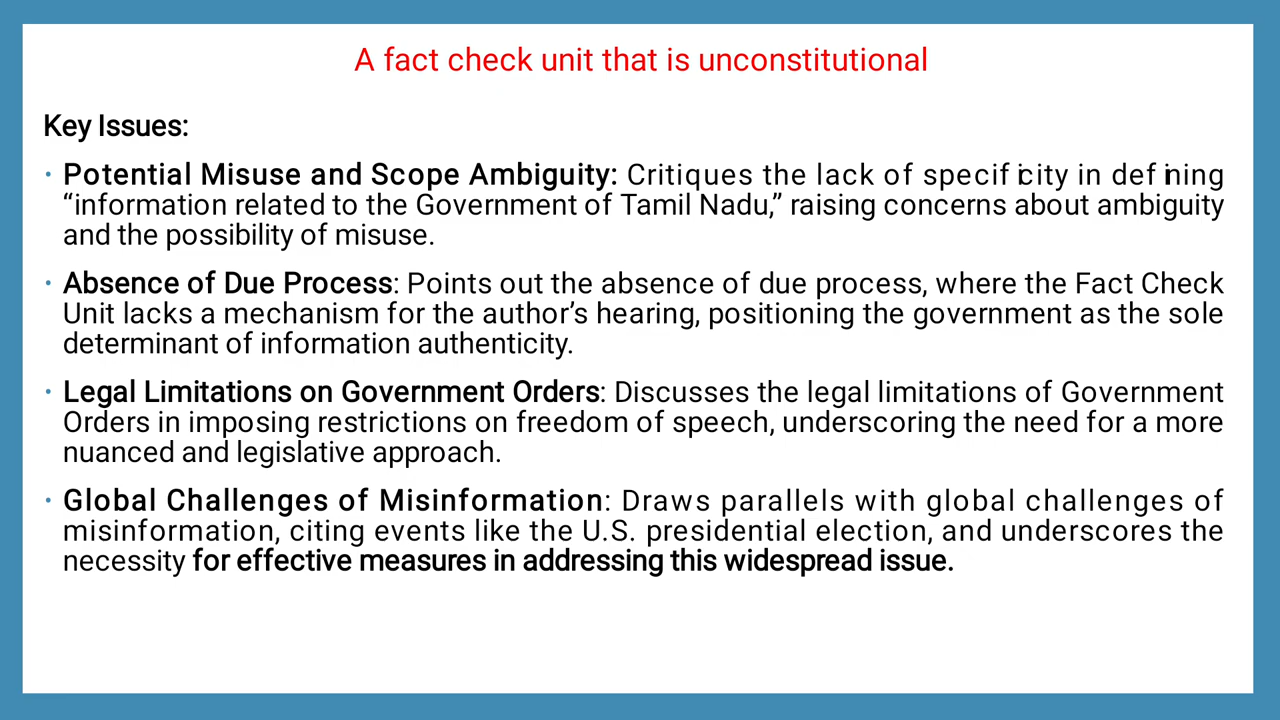 A fact check unit that is unconstitutional
Key Issues:
• Potential Misuse and Scope Ambiguity: Critiques the lack of specificity in defining
“information related to the Government of Tamil Nadu,” raising concerns about ambiguity
and the possibility of misuse.
• Absence of Due Process: Points out the absence of due process, where the Fact Check
Unit lacks a mechanism for the author’s hearing, positioning the government as the sole
determinant of information authenticity.
• Legal Limitations on Government Orders: Discusses the legal limitations of Government
Orders in imposing restrictions on freedom of speech, underscoring the need for a more
nuanced and legislative approach.
• Global Challenges of Misinformation: Draws parallels with global challenges of
misinformation, citing events like the U.S. presidential election, and underscores the
necessity for effective measures in addressing this widespread issue.